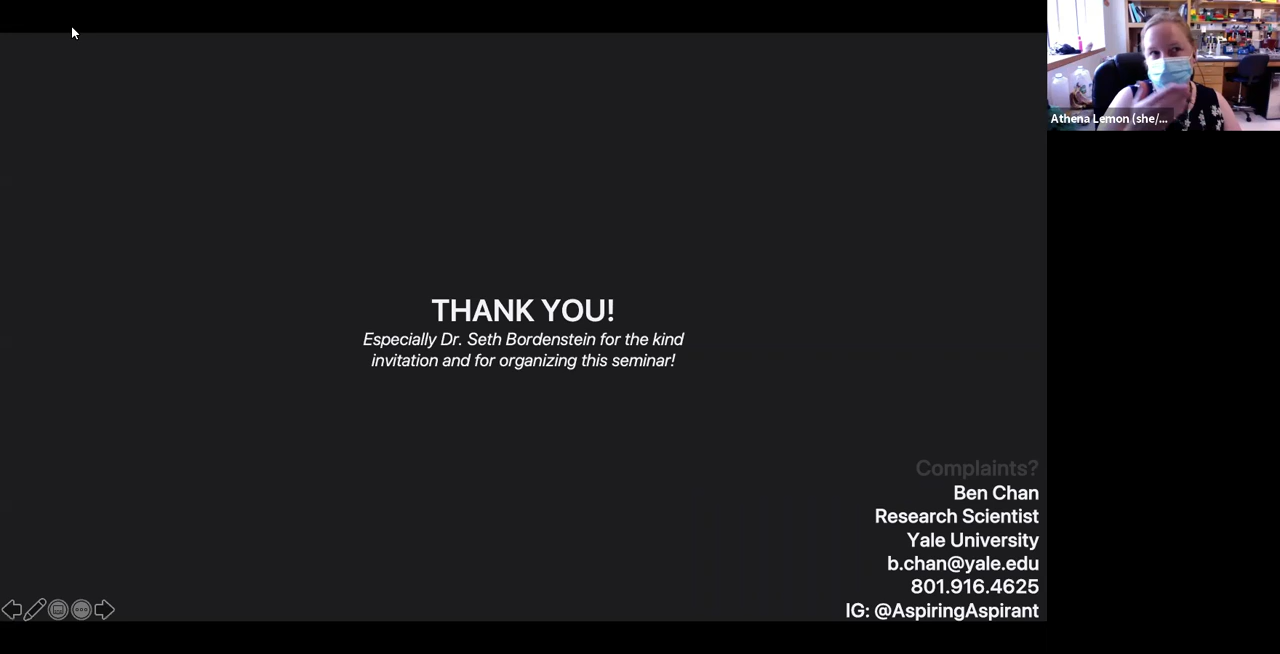 THANK YOU!
Especially Dr. Seth Bordenstein for the kind
invitation and for organizing this seminar!
Complaints?
Ben Chan
Research Scientist
Yale University
b.chan@yale.edu
801.916.4625
IG: @AspiringAspirant
Athena Lemon (she/...